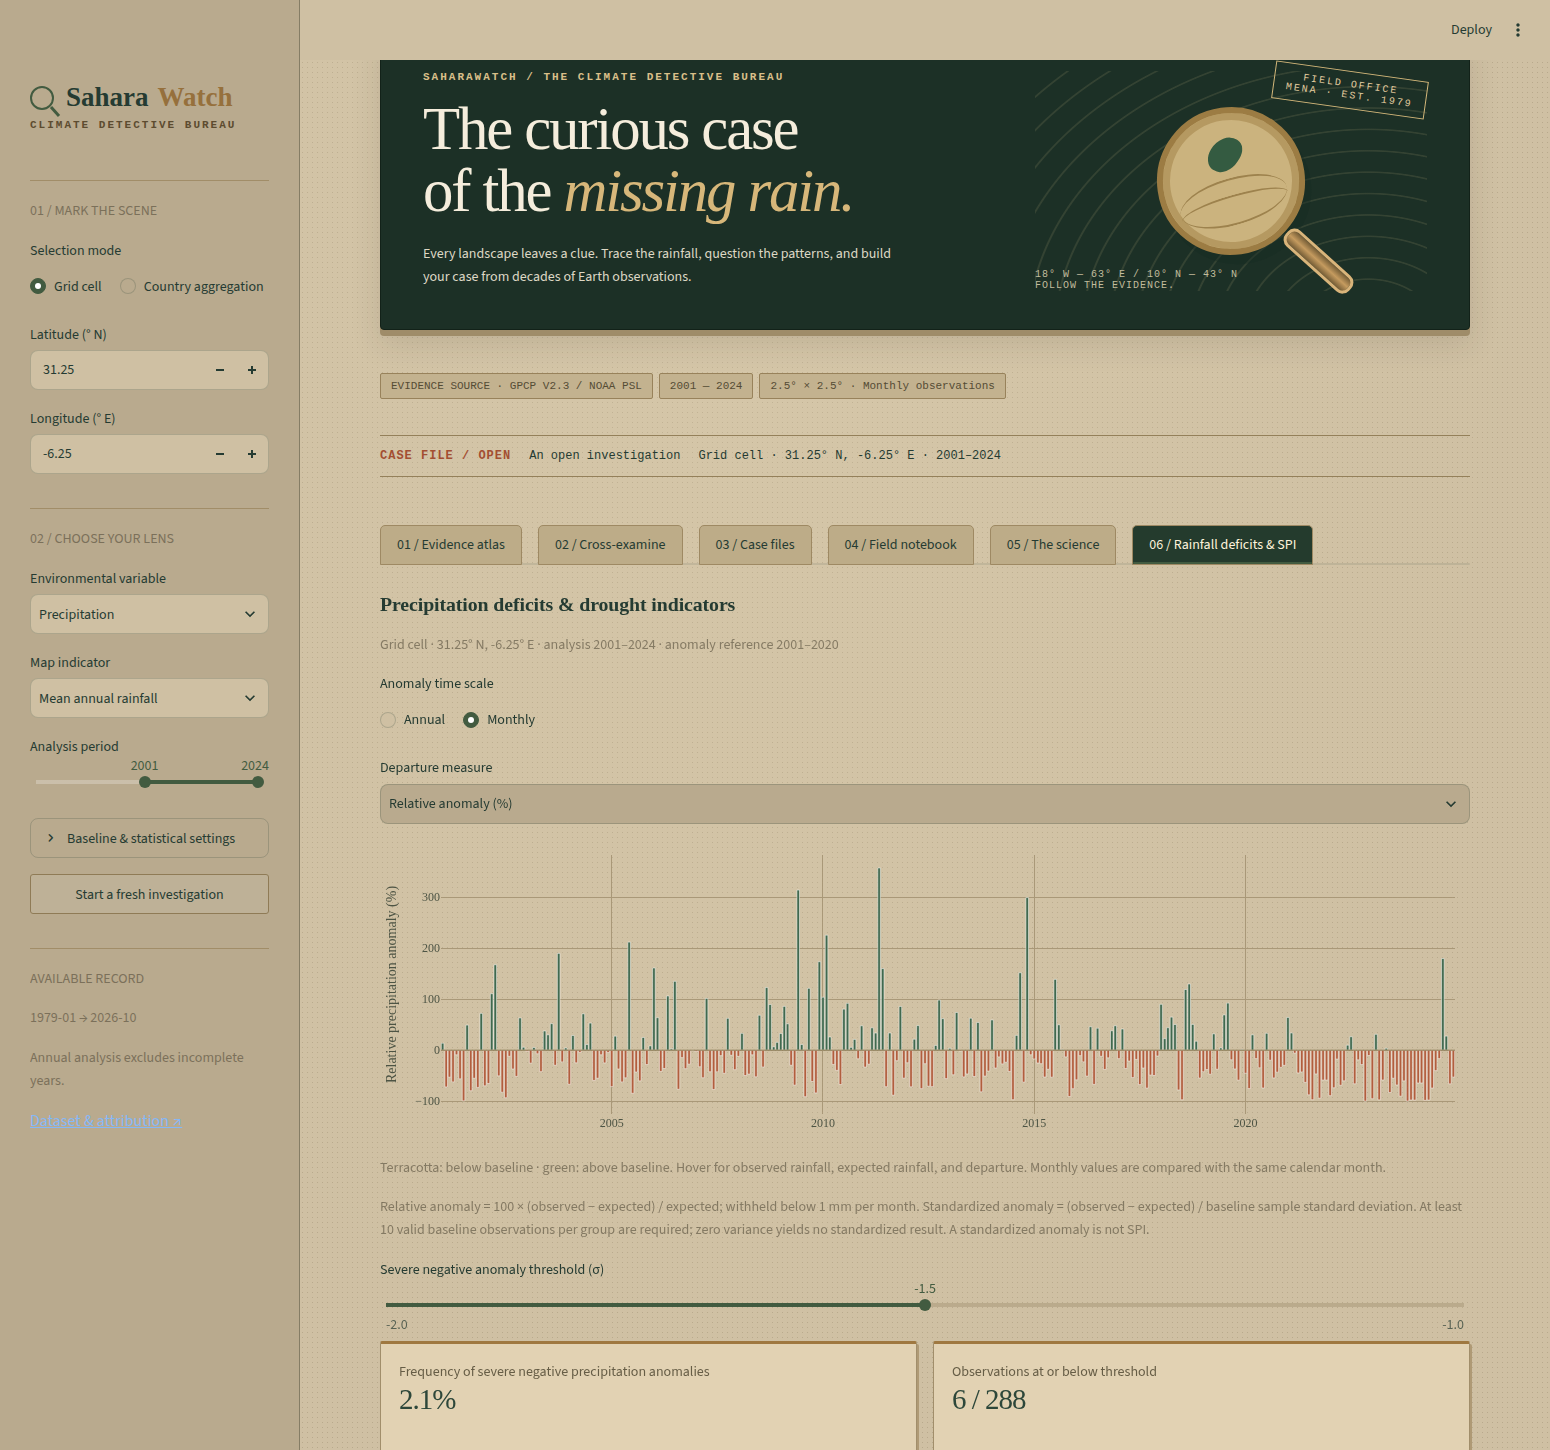 Deploy
Sahara Watch
CLIMATE DETECTIVE BUREAU
01 / MARK THE SCENE
Selection mode
Grid cell
Country aggregation
Latitude (° N)
31.25
Longitude (° E)
-6.25
02 / CHOOSE YOUR LENS
Environmental variable
Precipitation
Map indicator
Mean annual rainfall
Analysis period
2001
2024
Baseline & statistical settings
Start a fresh investigation
AVAILABLE RECORD
1979-01 → 2026-10
Annual analysis excludes incomplete
years.
Dataset & attribution ↗
SAHARAWATCH / THE CLIMATE DETECTIVE BUREAU
The curious case
of the missing rain.
Every landscape leaves a clue. Trace the rainfall, question the patterns, and build
your case from decades of Earth observations.
FIELD OFFICE
MENA · EST. 1979
18° W — 63° E / 10° N — 43° N
FOLLOW THE EVIDENCE.
EVIDENCE SOURCE · GPCP V2.3 / NOAA PSL
2001 — 2024
2.5° × 2.5° · Monthly observations
CASE FILE / OPEN An open investigation Grid cell · 31.25° N, -6.25° E · 2001–2024
01 / Evidence atlas
02 / Cross-examine
03 / Case files
04 / Field notebook
05 / The science
06 / Rainfall deficits & SPI
Precipitation deficits & drought indicators
Grid cell · 31.25° N, -6.25° E · analysis 2001–2024 · anomaly reference 2001–2020
Anomaly time scale
Annual
Monthly
Departure measure
Relative anomaly (%)
Relative precipitation anomaly (%)
300
200
100
0
−100
2005
2010
2015
2020
Terracotta: below baseline · green: above baseline. Hover for observed rainfall, expected rainfall, and departure. Monthly values are compared with the same calendar month.
Relative anomaly = 100 × (observed − expected) / expected; withheld below 1 mm per month. Standardized anomaly = (observed − expected) / baseline sample standard deviation. At least
10 valid baseline observations per group are required; zero variance yields no standardized result. A standardized anomaly is not SPI.
Severe negative anomaly threshold (σ)
-1.5
-2.0
-1.0
Frequency of severe negative precipitation anomalies
2.1%
Observations at or below threshold
6 / 288